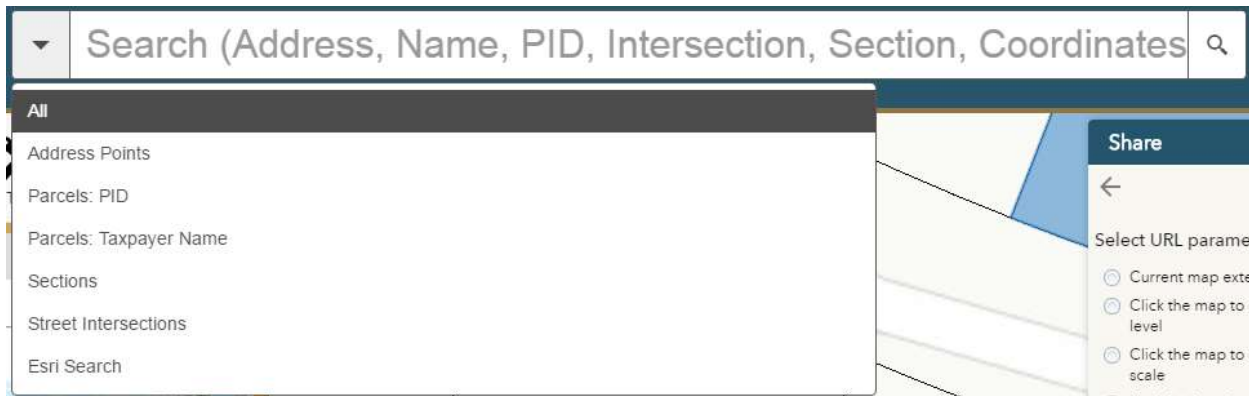 Search (Address, Name, PID, Intersection, Section, Coordinates
All
Address Points
Parcels: PID
Parcels: Taxpayer Name
Sections
Street Intersections
Esri Search
Share
Select URL parame
Current map exte
Click the map to
level
Click the map to
scale